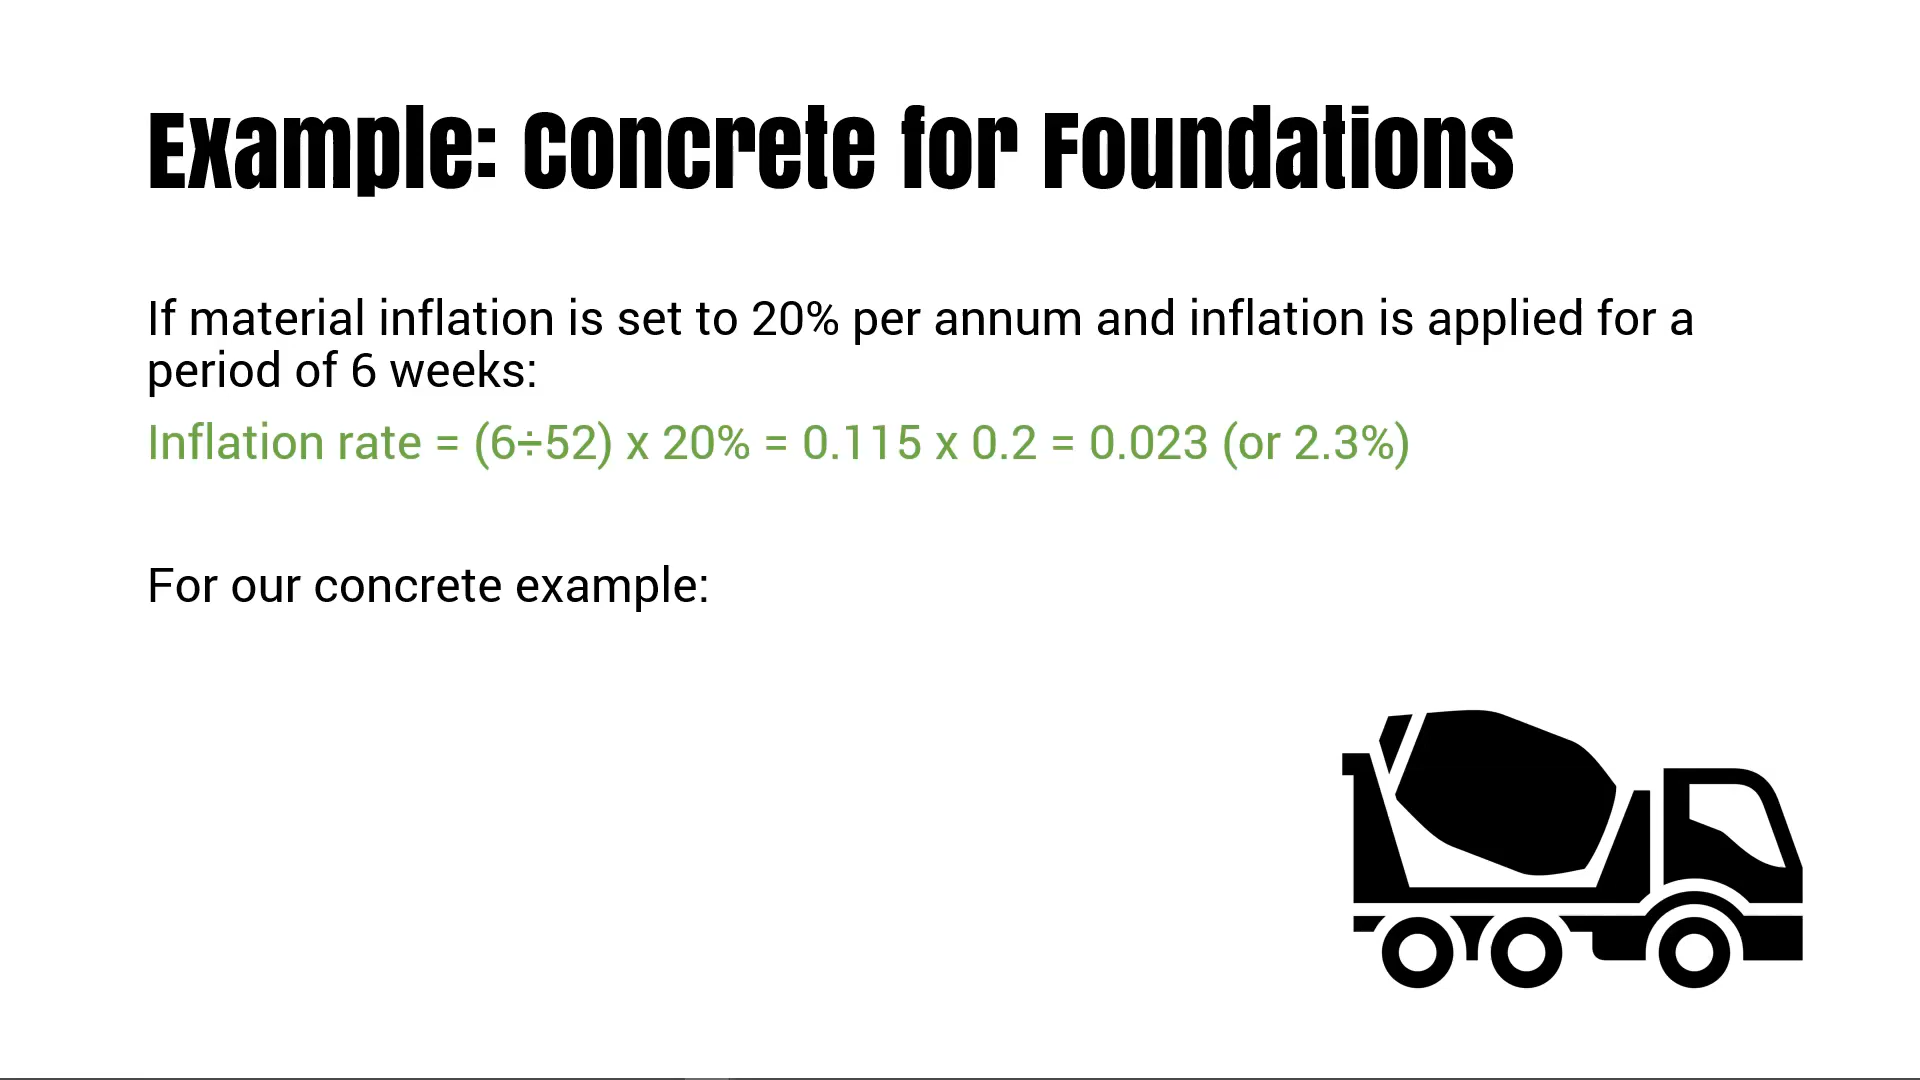 Example: Concrete for Foundations
If material inflation is set to 20% per annum and inflation is applied for a
period of 6 weeks:
Inflation rate = (6÷52) x 20% = 0.115 x 0.2 = 0.023 (or 2.3%)
For our concrete example: